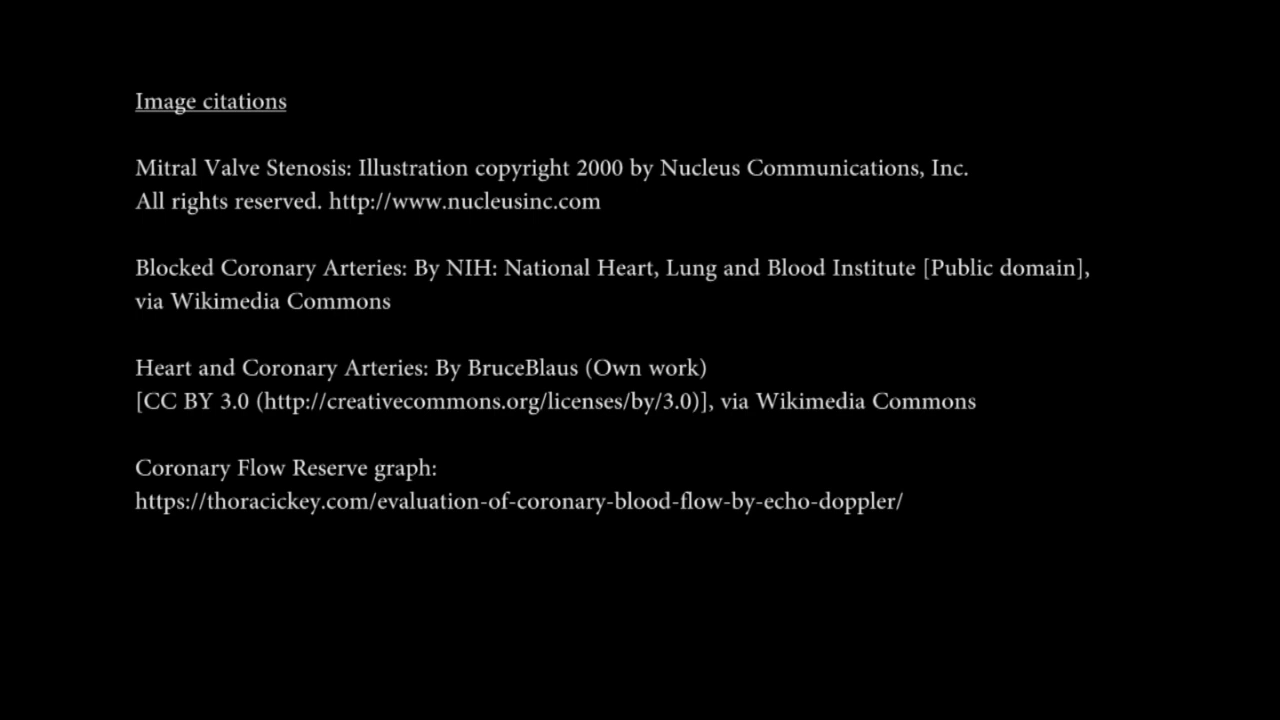 Image citations
Mitral Valve Stenosis: Illustration copyright 2000 by Nucleus Communications, Inc.
All rights reserved. http://www.nucleusinc.com
Blocked Coronary Arteries: By NIH: National Heart, Lung and Blood Institute [Public domain],
via Wikimedia Commons
Heart and Coronary Arteries: By BruceBlaus (Own work)
[CC BY 3.0 (http://creativecommons.org/licenses/by/3.0)], via Wikimedia Commons
Coronary Flow Reserve graph:
https://thoracickey.com/evaluation-of-coronary-blood-flow-by-echo-doppler/